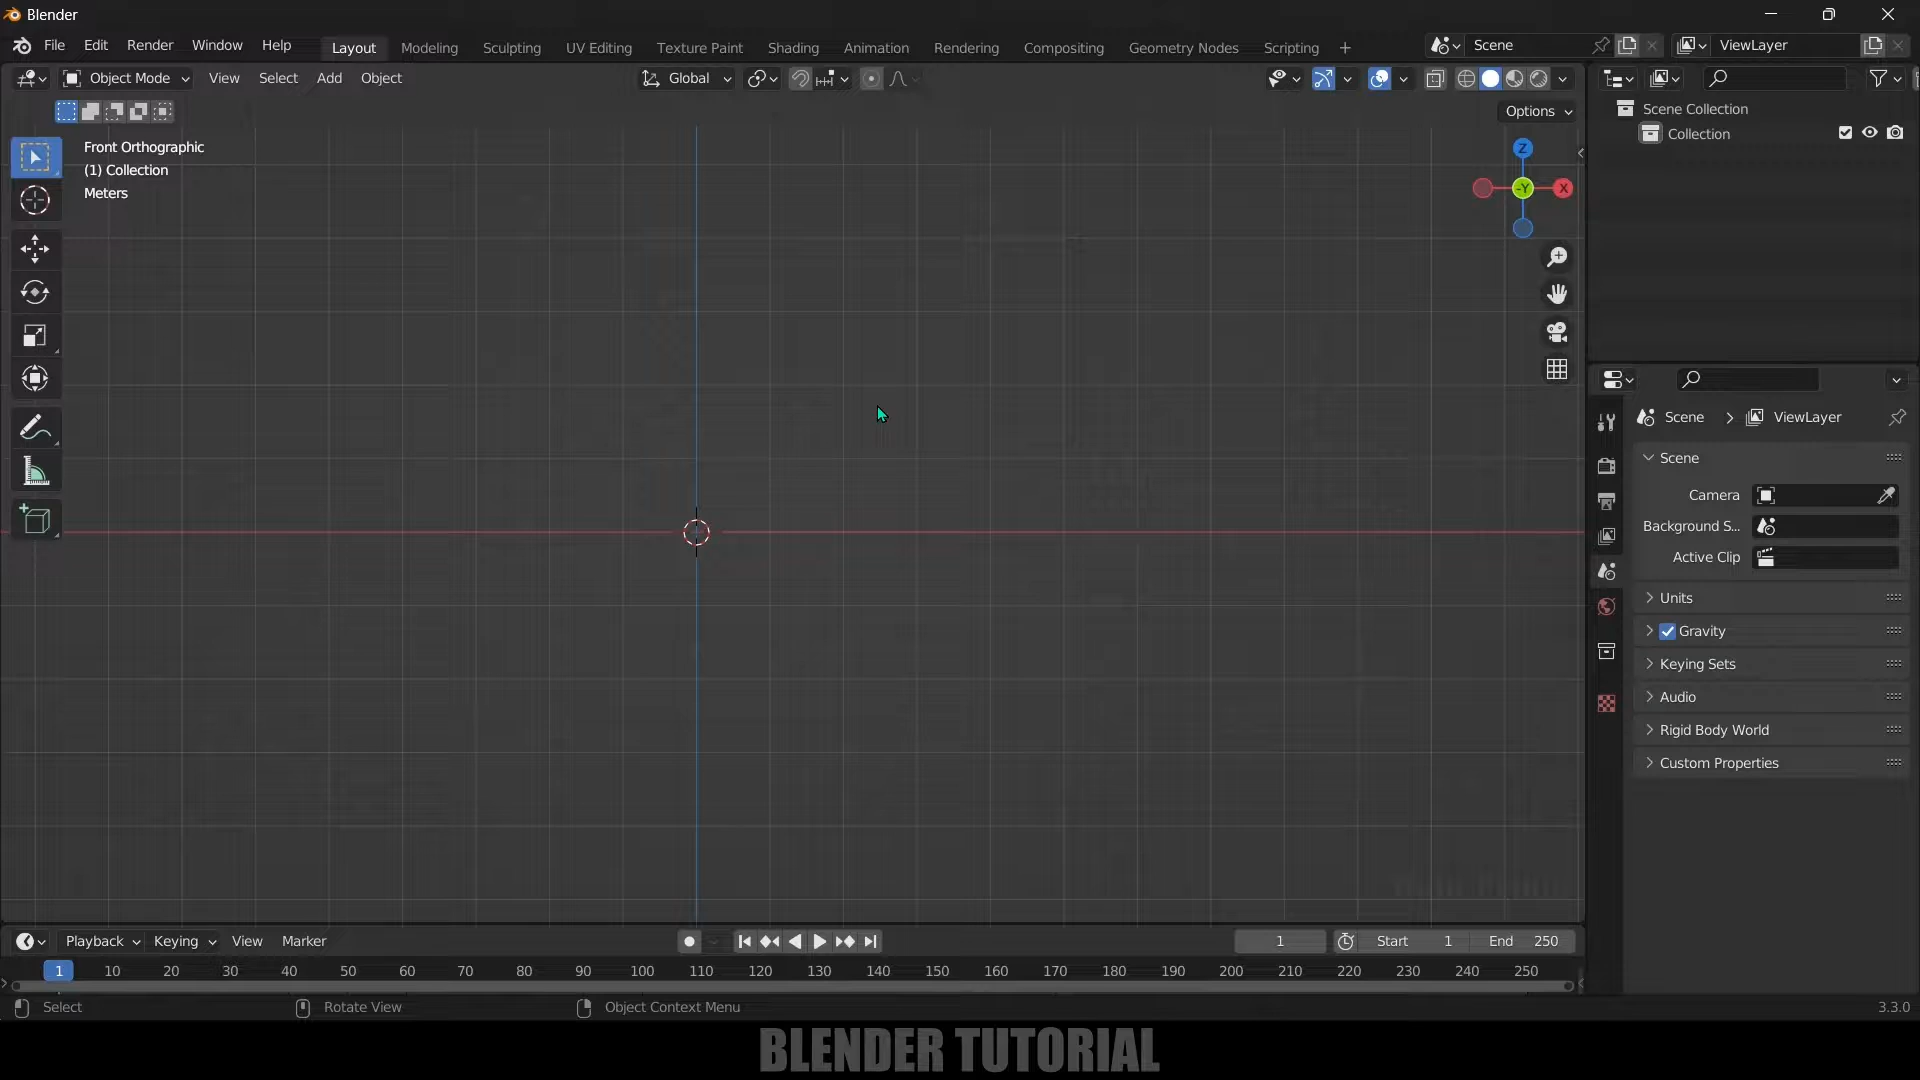 Blender
File Edit Render Window Help Layout Modeling Sculpting UV Editing Texture Paint Shading Animation Rendering Compositing Geometry Nodes Scripting + Scene ViewLayer
Object Mode View Select Add Object Global
Options
Front Orthographic
(1) Collection
Meters
Z
-Y
X
Scene Collection
Collection
Scene > ViewLayer
Scene
Camera
Background S...
Active Clip
Units
Gravity
Keying Sets
Audio
Rigid Body World
Custom Properties
Playback Keying View Marker 1 Start 1 End 250
1 10 20 30 40 50 60 70 80 90 100 110 120 130 140 150 160 170 180 190 200 210 220 230 240 250
Select Rotate View Object Context Menu 3.3.0
BLENDER TUTORIAL